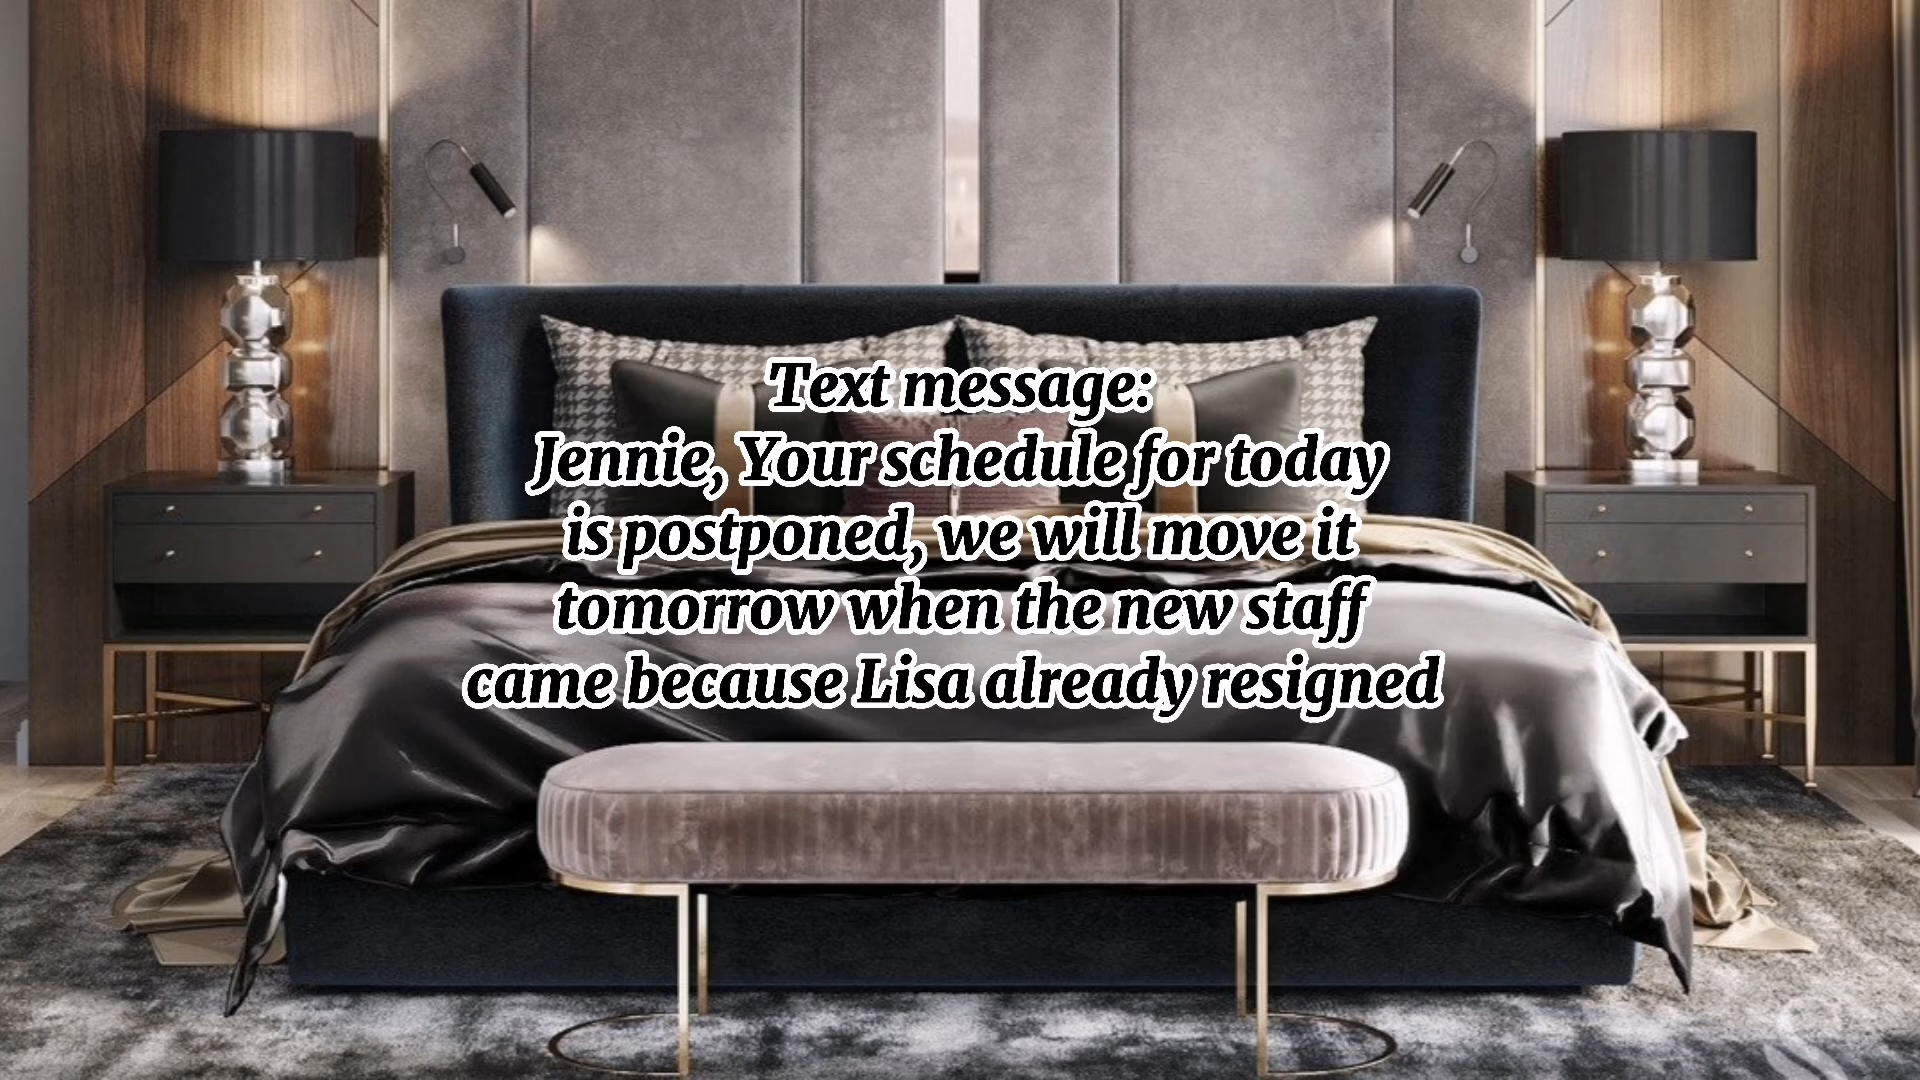 Text message:
Jennie, Your schedule for today
is postponed, we will move it
tomorrow when the new staff
came because Lisa already resigned